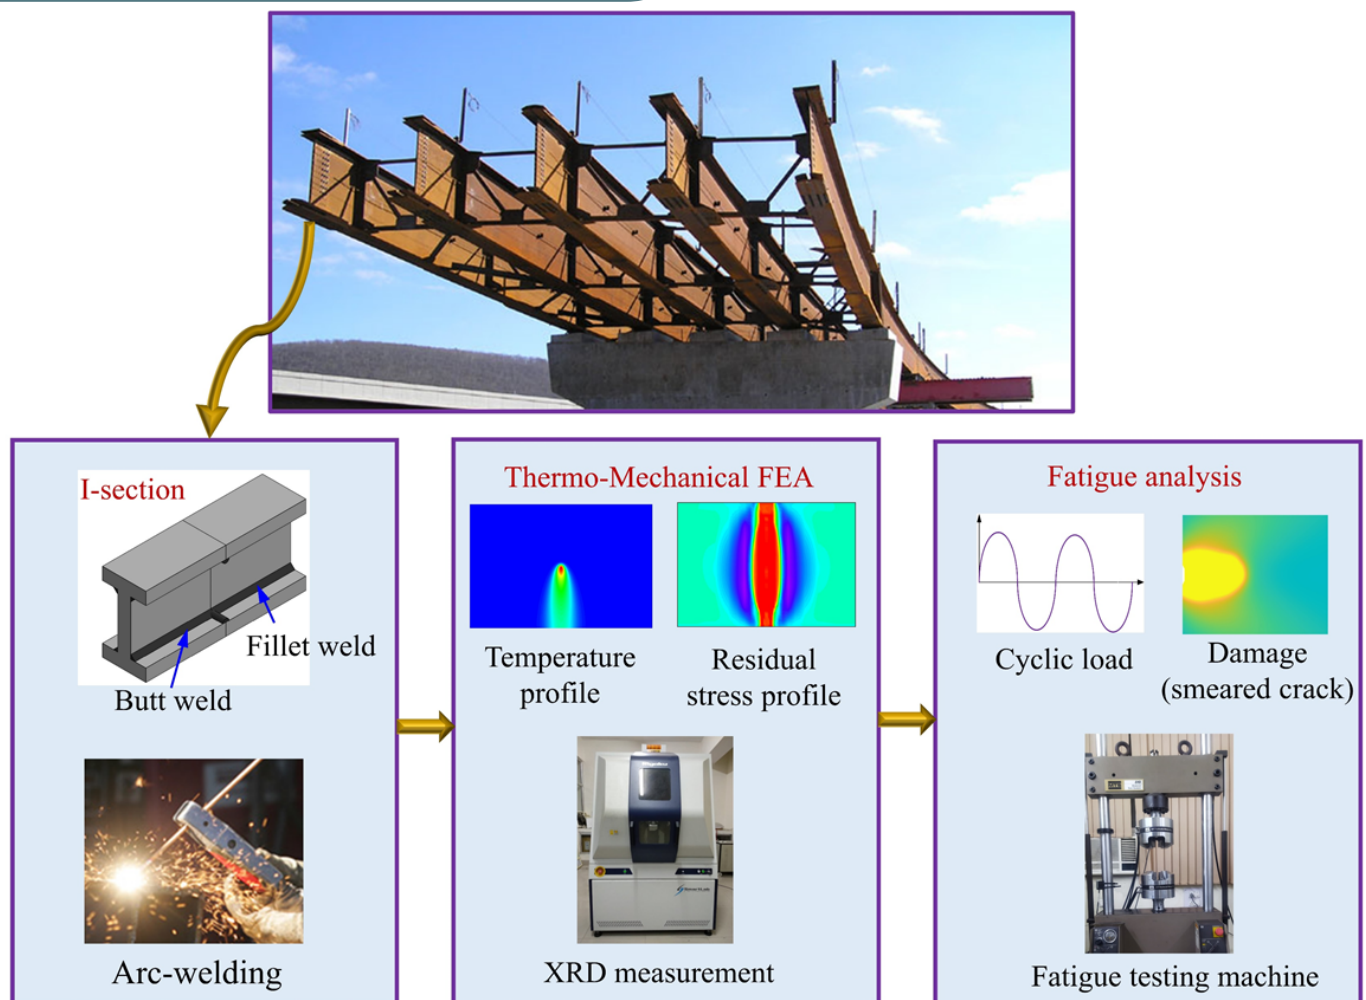 I-section
Fillet weld
Butt weld
Arc-welding
Thermo-Mechanical FEA
Temperature
profile
Residual
stress profile
XRD measurement
Fatigue analysis
Cyclic load
Damage
(smeared crack)
Fatigue testing machine